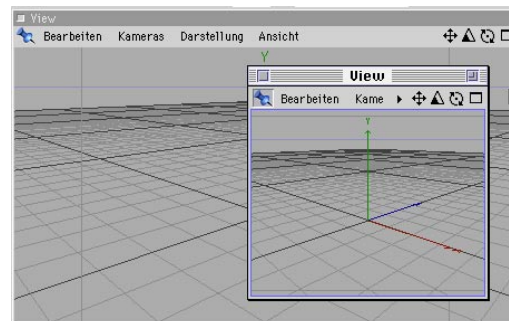 View
Bearbeiten Kameras Darstellung Ansicht
Y
View
Bearbeiten Kame
Y